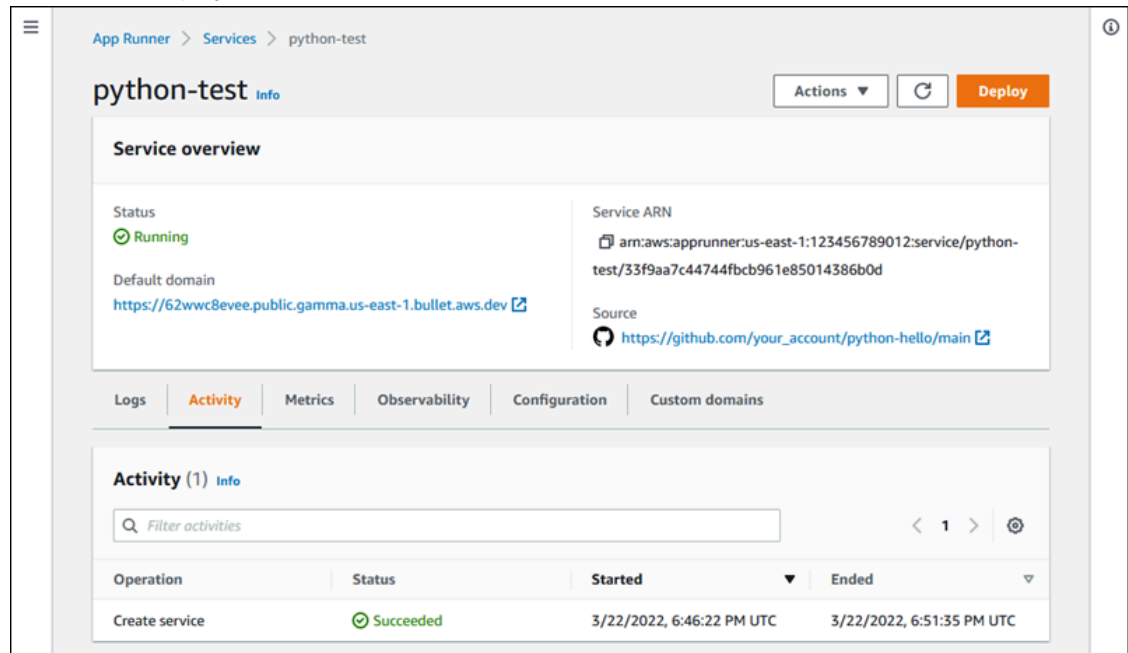 App Runner > Services > python-test
python-test Info
Actions ▼
Deploy
Service overview
Status
Running
Default domain
https://62wwc8evee.public.gamma.us-east-1.bullet.aws.dev
Service ARN
arn:aws:apprunner:us-east-1:123456789012:service/python-
test/33f9aa7c44744fbcb961e85014386b0d
Source
https://github.com/your_account/python-hello/main
Logs Activity Metrics Observability Configuration Custom domains
Activity (1) Info
Filter activities
< 1 >
Operation Status Started ▼ Ended ▽
Create service Succeeded 3/22/2022, 6:46:22 PM UTC 3/22/2022, 6:51:35 PM UTC